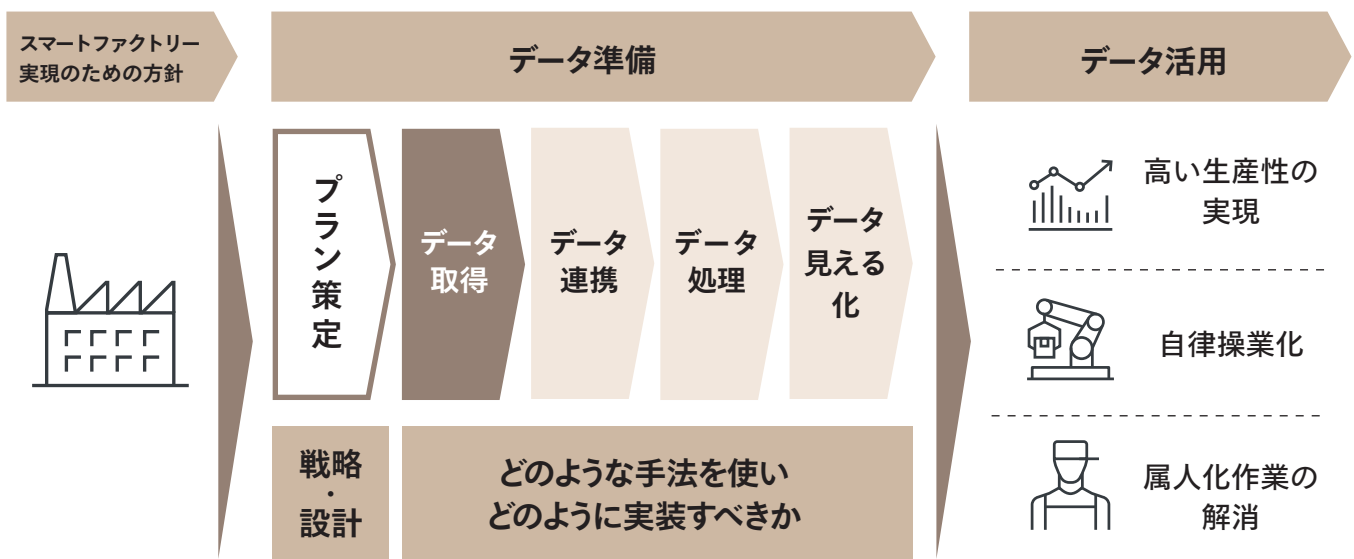 スマートファクトリー
実現のための方針
データ準備
データ活用
プラン策定
データ
取得
データ
連携
データ
処理
データ
見える
化
戦略
・
設計
どのような手法を使い
どのように実装すべきか
高い生産性の
実現
自律操業化
属人化作業の
解消